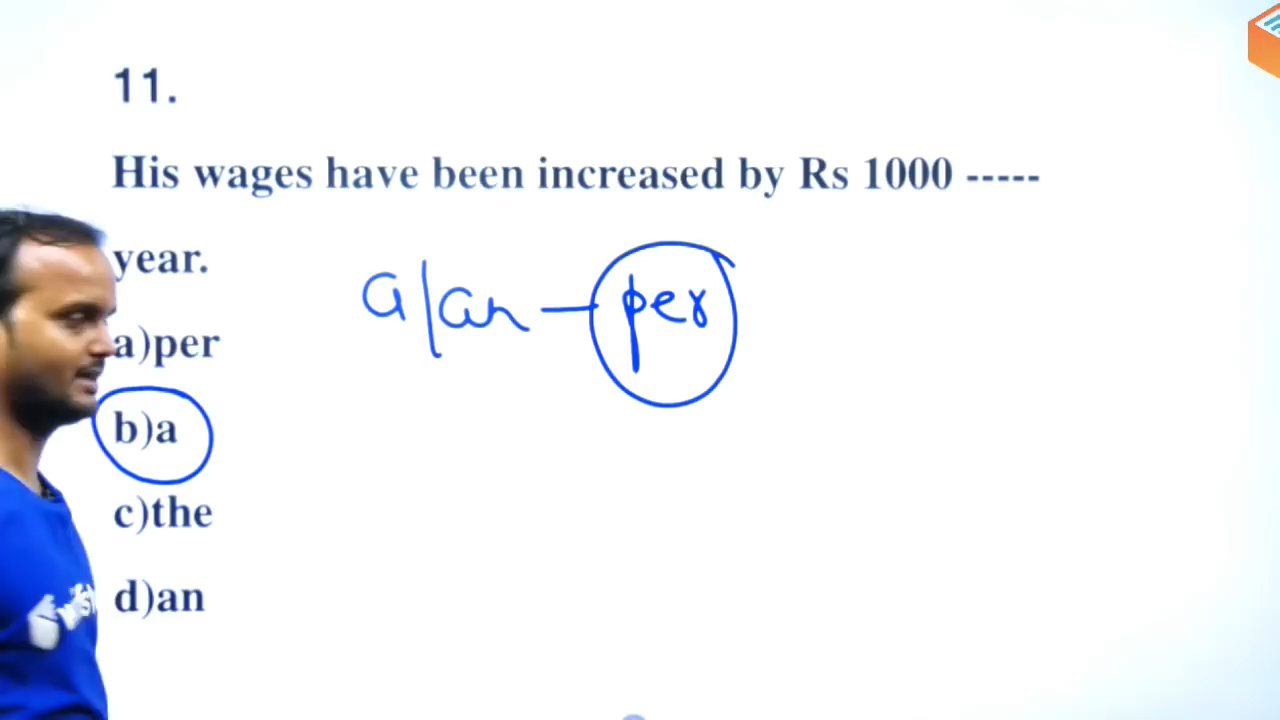 11.
His wages have been increased by Rs 1000 -----
year.
a/an — per
a)per
b)a
c)the
d)an